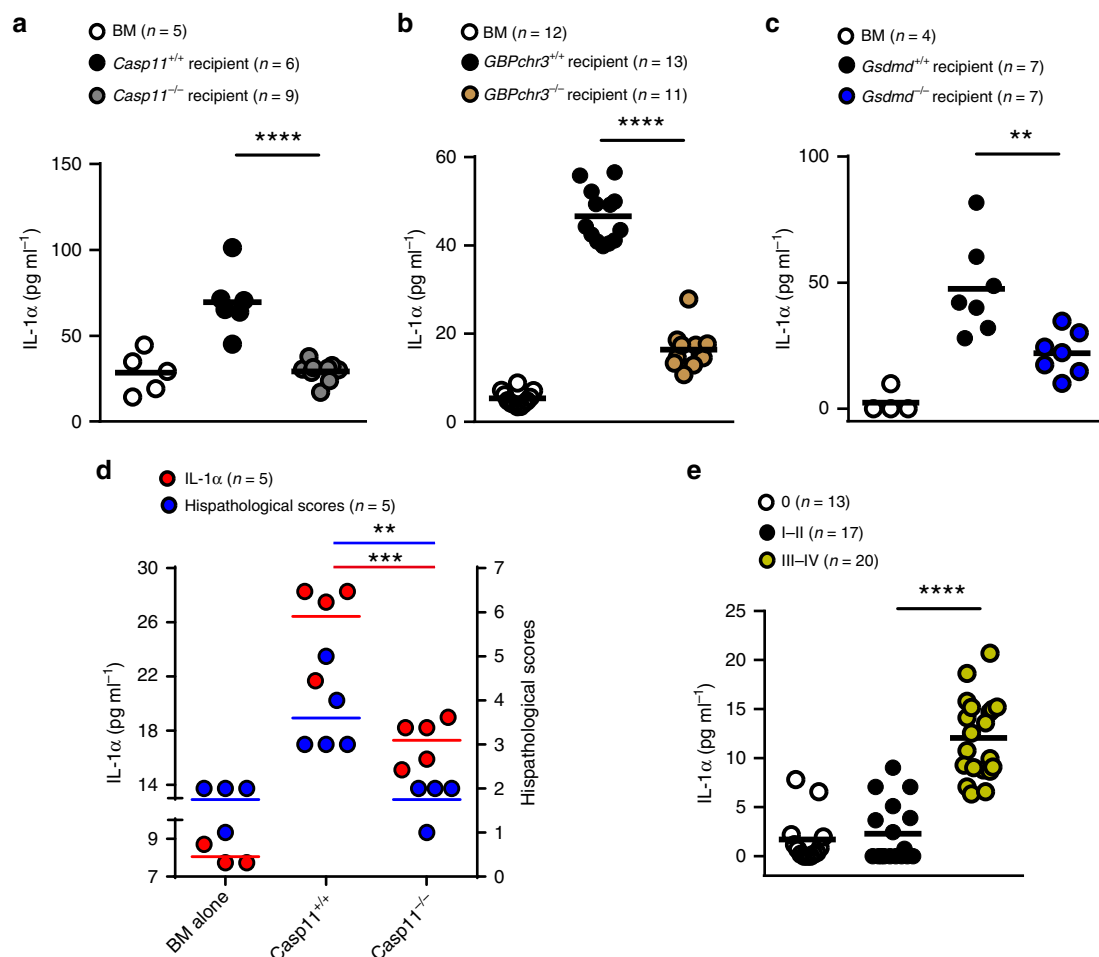 a
BM (n = 5)
Casp11+/+ recipient (n = 6)
Casp11−/− recipient (n = 9)
****
150
100
50
0
IL-1α (pg ml−1)
b
BM (n = 12)
GBPchr3+/+ recipient (n = 13)
GBPchr3−/− recipient (n = 11)
****
60
40
20
0
IL-1α (pg ml−1)
c
BM (n = 4)
Gsdmd+/+ recipient (n = 7)
Gsdmd−/− recipient (n = 7)
**
100
50
0
IL-1α (pg ml−1)
d
IL-1α (n = 5)
Hispathological scores (n = 5)
**
***
30
26
22
18
14
9
7
IL-1α (pg ml−1)
7
6
5
4
3
2
1
0
Hispathological scores
BM alone
Casp11+/+
Casp11−/−
e
0 (n = 13)
I–II (n = 17)
III–IV (n = 20)
****
25
20
15
10
5
0
IL-1α (pg ml−1)